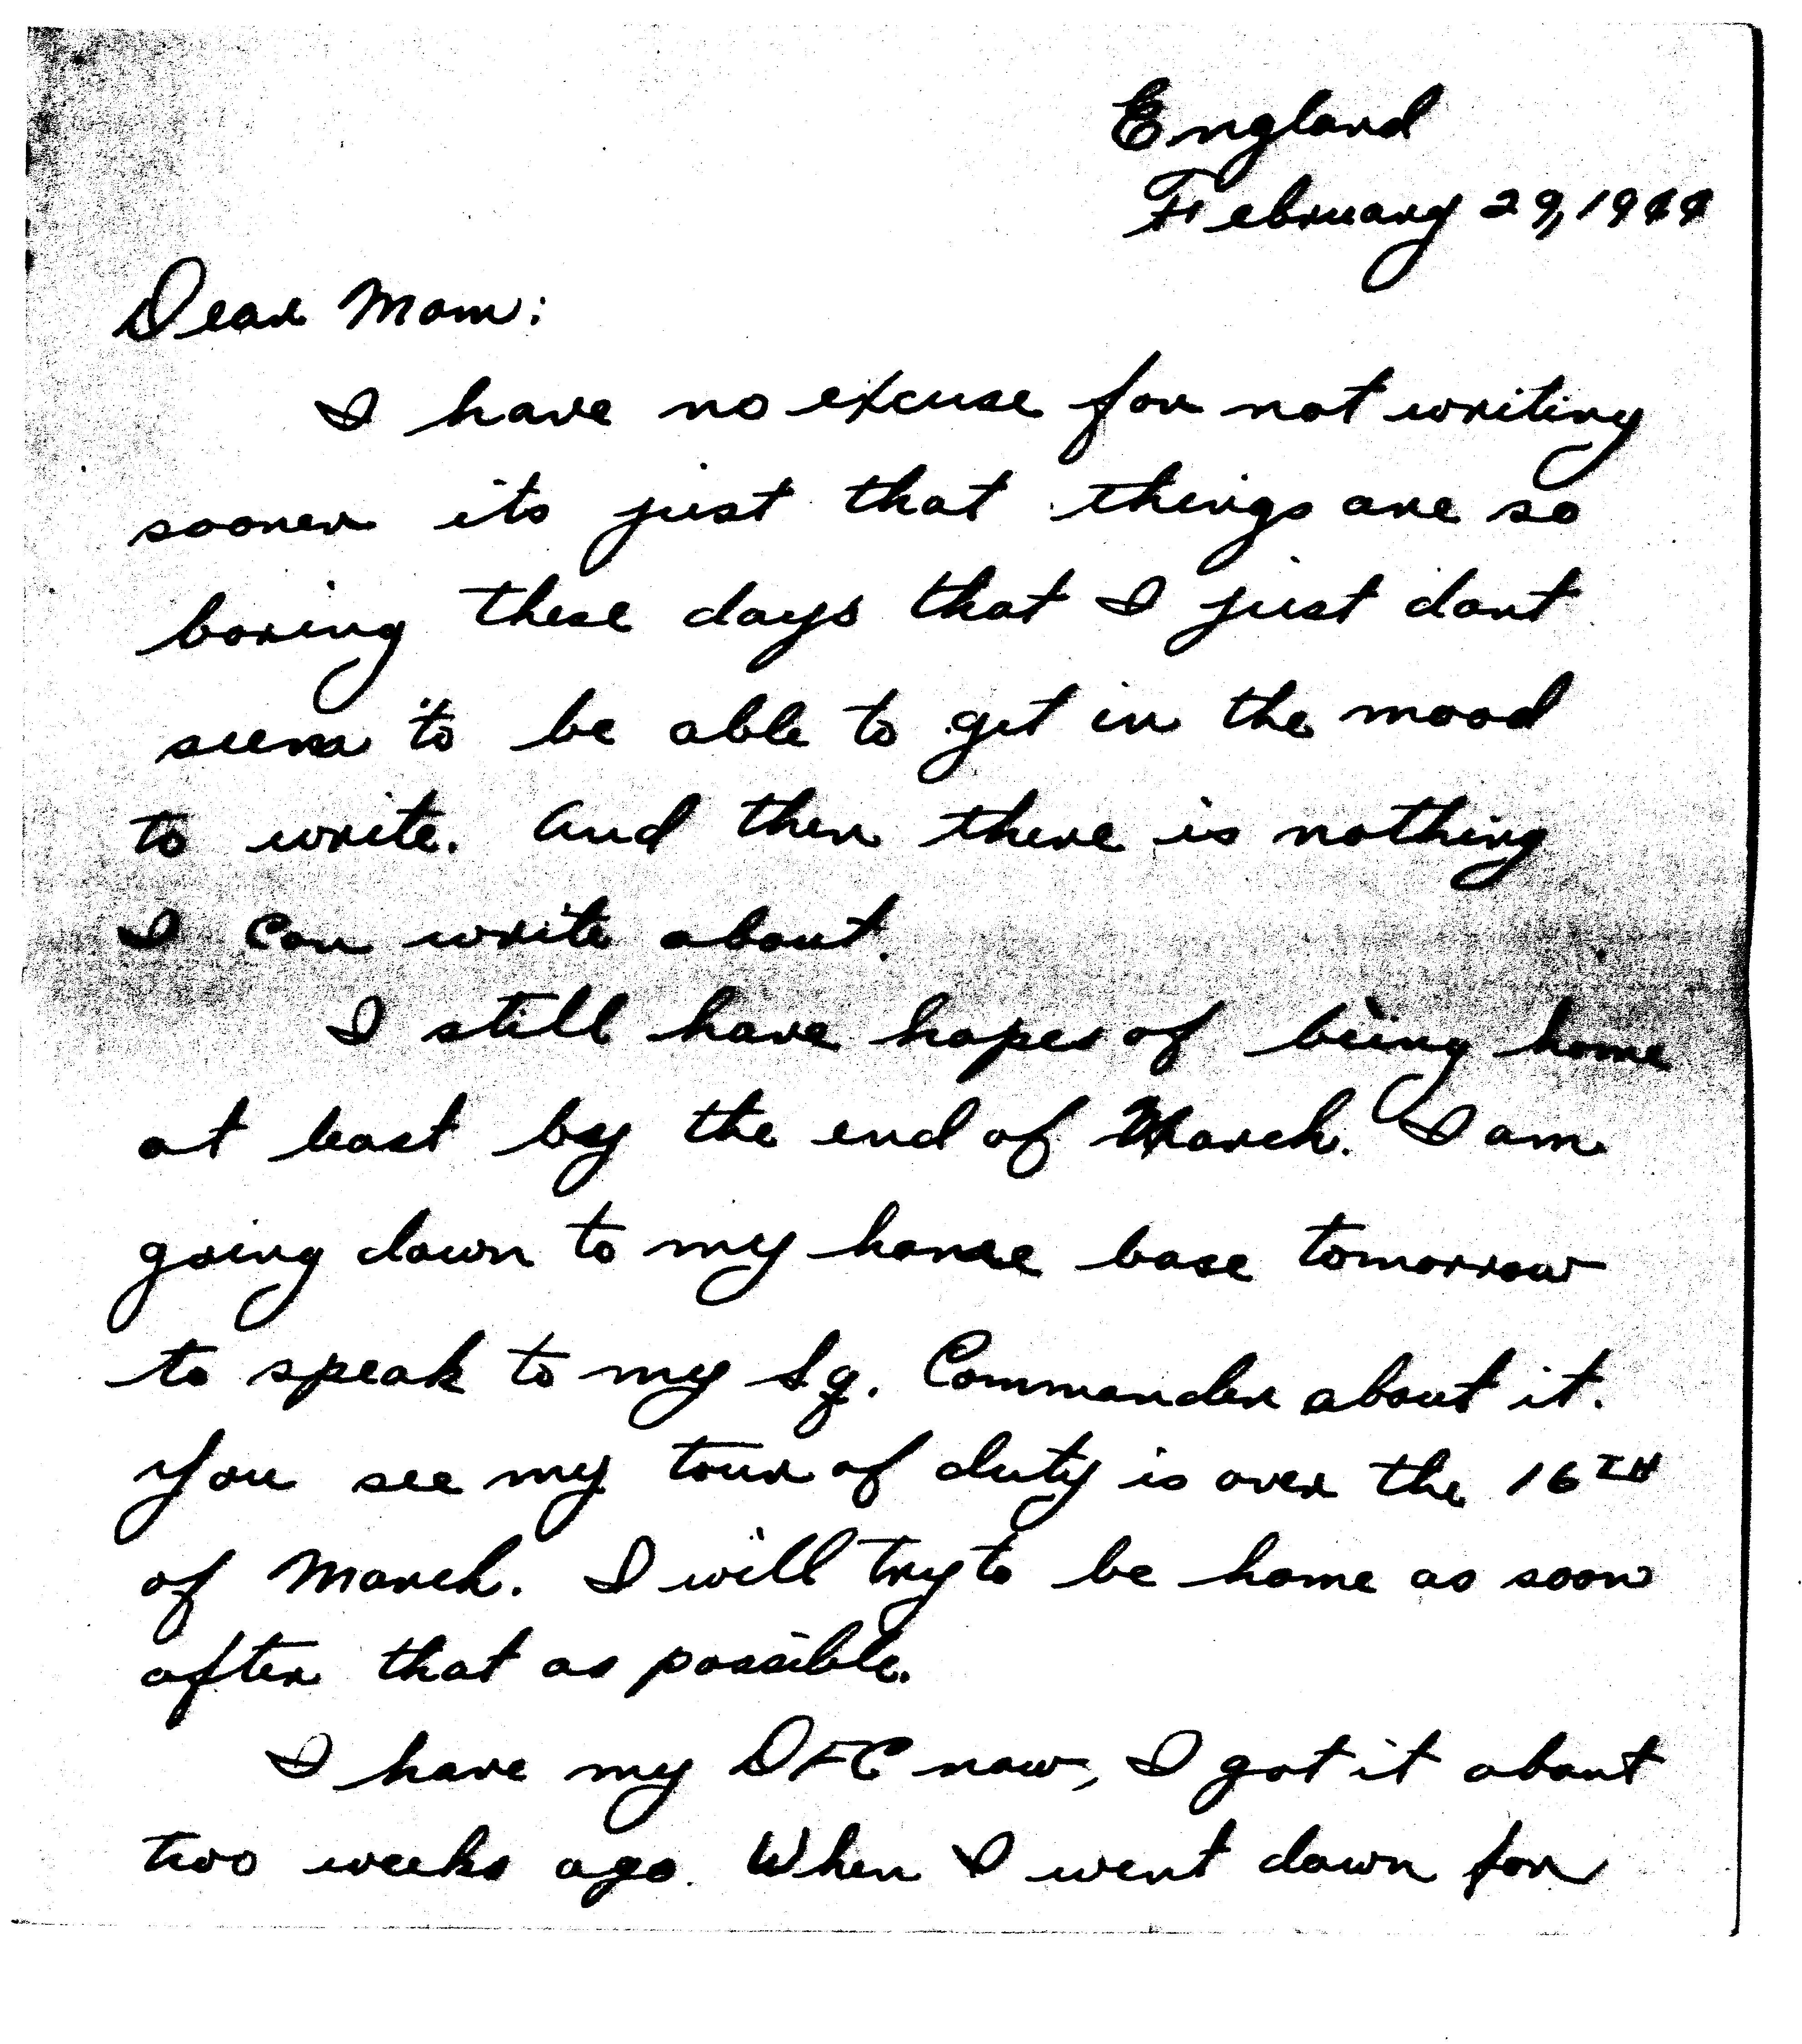 England
February 29, 1944
Dear Mom:
I have no excuse for not writing
sooner its just that things are so
boring these days that I just dont
seem to be able to get in the mood
to write. And then there is nothing
I can write about.
I still have hopes of being home
at least by the end of March. I am
going down to my home base tomorrow
to speak to my Sq. Commander about it.
You see my tour of duty is over the 16TH
of March. I will try to be home as soon
after that as possible.
I have my DFC now, I got it about
two weeks ago. When I went down for